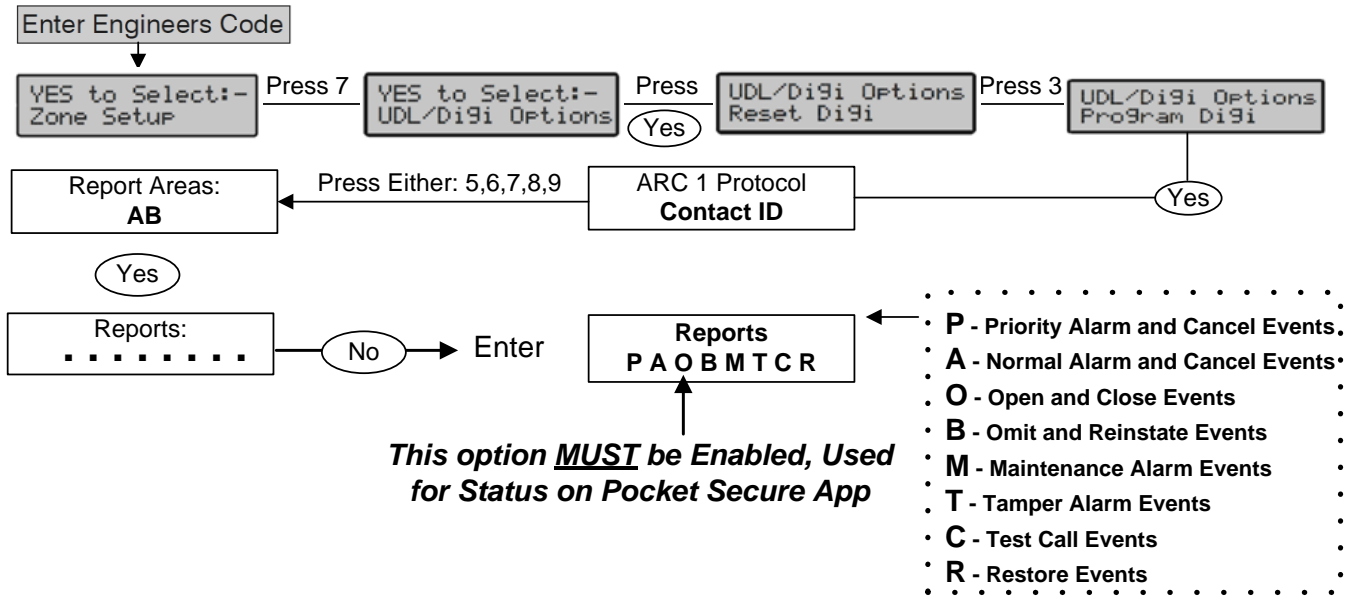 Enter Engineers Code
YES to Select:-
Zone Setup
Press 7
YES to Select:-
UDL/Digi Options
Press
Yes
UDL/Digi Options
Reset Digi
Press 3
UDL/Digi Options
Program Digi
Yes
ARC 1 Protocol
Contact ID
Press Either: 5,6,7,8,9
Report Areas:
AB
Yes
Reports:
. . . . . . . .
No
Enter
Reports
P A O B M T C R
This option MUST be Enabled, Used
for Status on Pocket Secure App
P - Priority Alarm and Cancel Events
A - Normal Alarm and Cancel Events
O - Open and Close Events
B - Omit and Reinstate Events
M - Maintenance Alarm Events
T - Tamper Alarm Events
C - Test Call Events
R - Restore Events